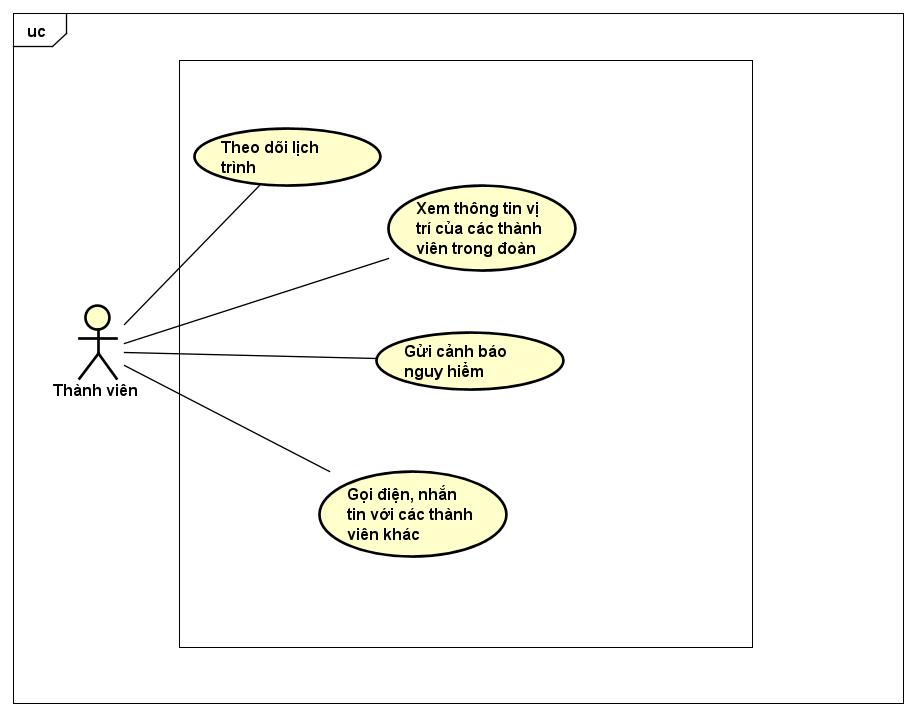 uc
Theo dõi lịch
trình
Xem thông tin vị
trí của các thành
viên trong đoàn
Gửi cảnh báo
nguy hiểm
Thành viên
Gọi điện, nhắn
tin với các thành
viên khác